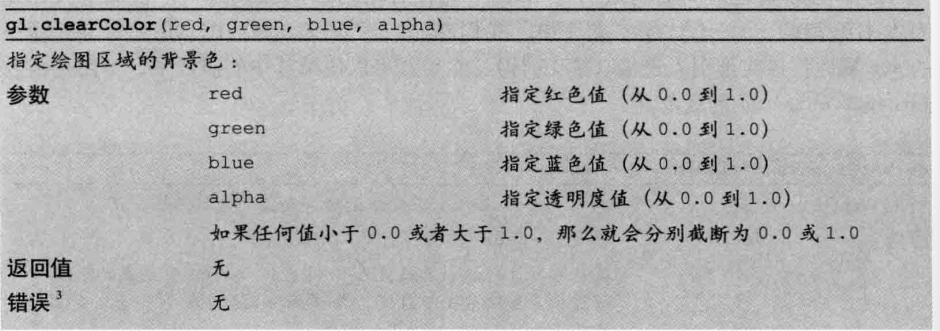 gl.clearColor(red, green, blue, alpha)
指定绘图区域的背景色：
参数 red 指定红色值（从 0.0 到 1.0）
green 指定绿色值（从 0.0 到 1.0）
blue 指定蓝色值（从 0.0 到 1.0）
alpha 指定透明度值（从 0.0 到 1.0）
如果任何值小于 0.0 或者大于 1.0，那么就会分别截断为 0.0 或 1.0
返回值 无
错误³ 无